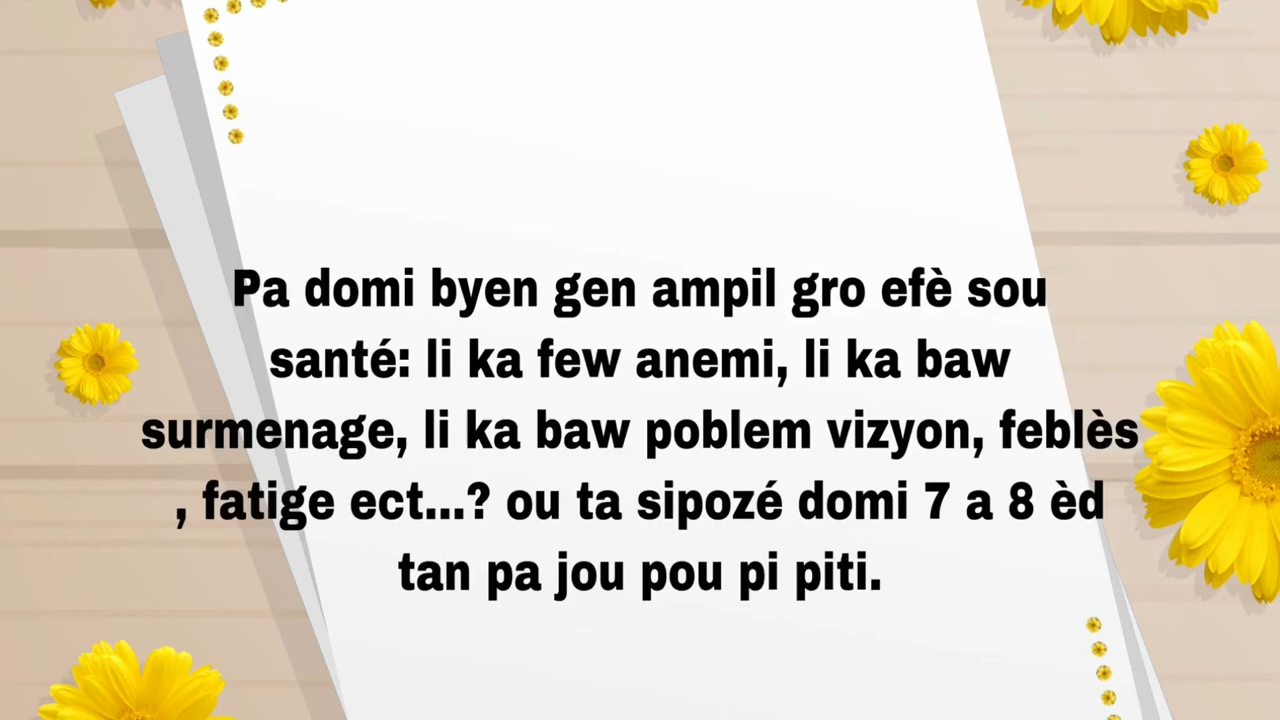 Pa domi byen gen ampil gro efè sou
santé: li ka few anemi, li ka baw
surmenage, li ka baw poblem vizyon, feblès
, fatige ect...? ou ta sipozé domi 7 a 8 èd
tan pa jou pou pi piti.